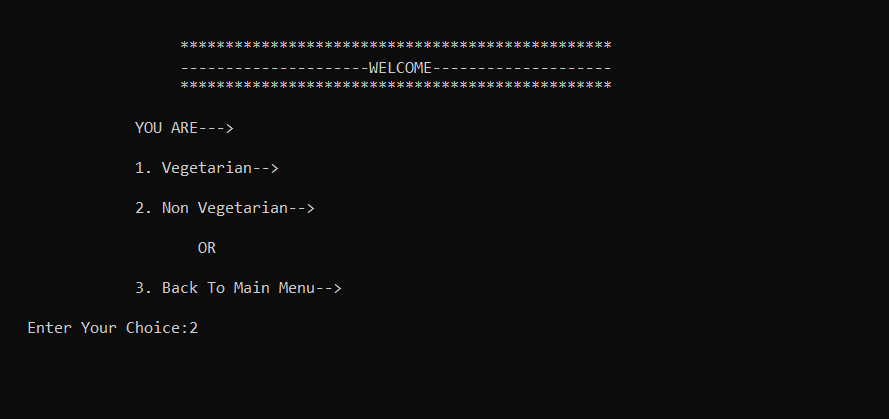 ************************************************
---------------------WELCOME--------------------
************************************************
YOU ARE--->
1. Vegetarian-->
2. Non Vegetarian-->
OR
3. Back To Main Menu-->
Enter Your Choice:2